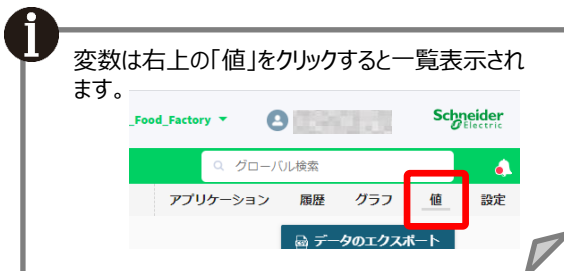 i
変数は右上の「値」をクリックすると一覧表示され
ます。
_Food_Factory
Schneider
Electric
グローバル検索
アプリケーション 履歴 グラフ 値 設定
データのエクスポート